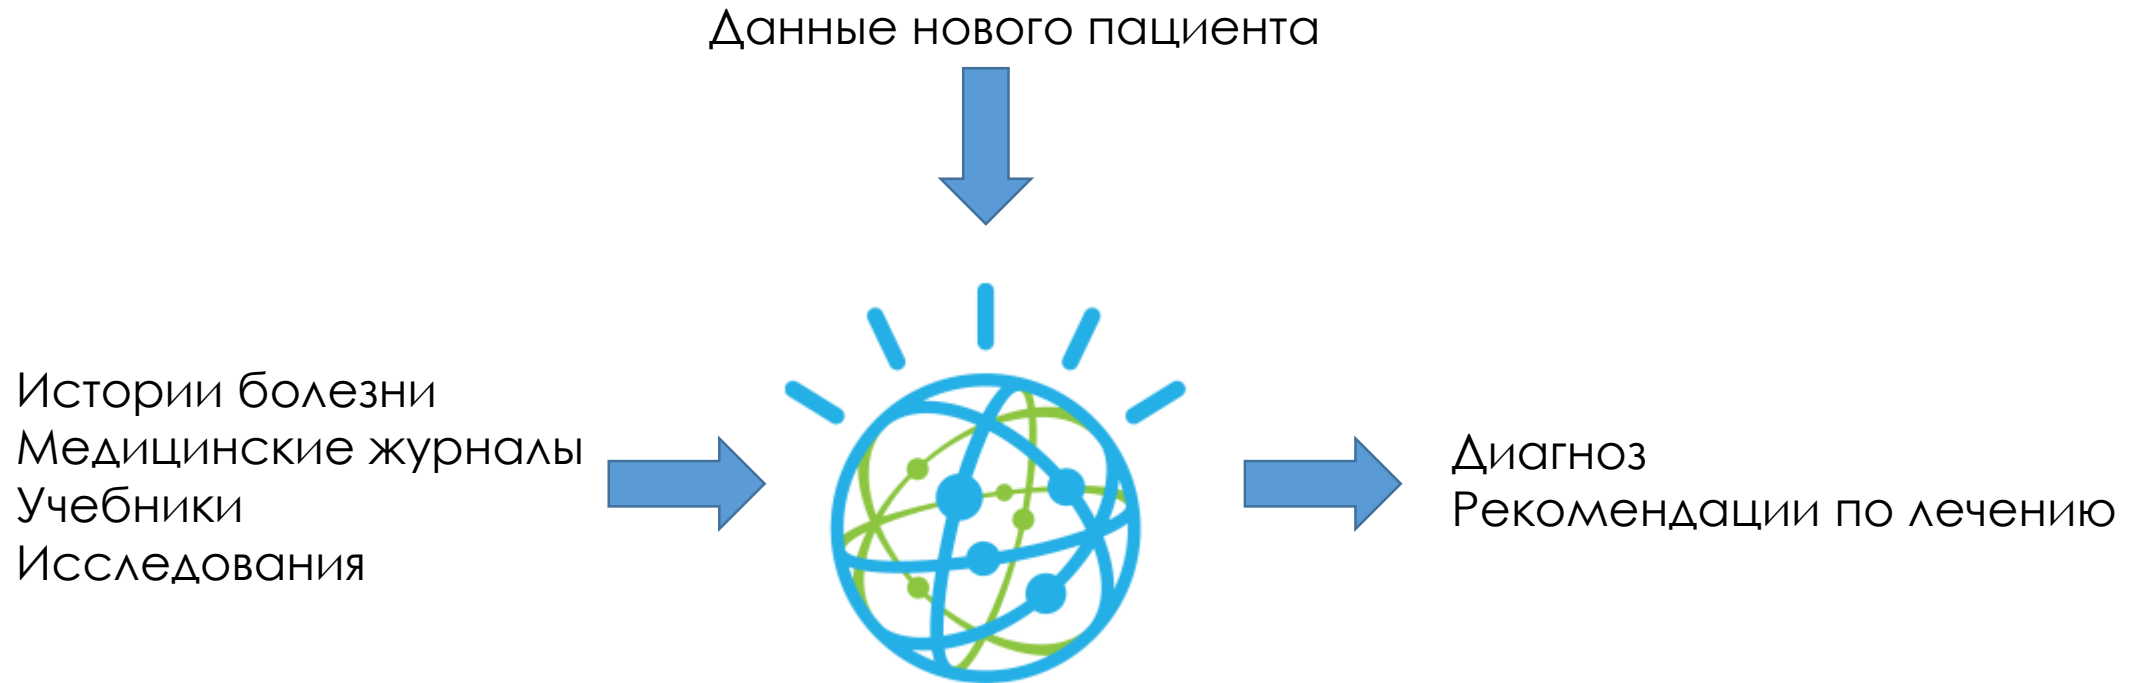 Данные нового пациента
Истории болезни
Медицинские журналы
Учебники
Исследования
Диагноз
Рекомендации по лечению